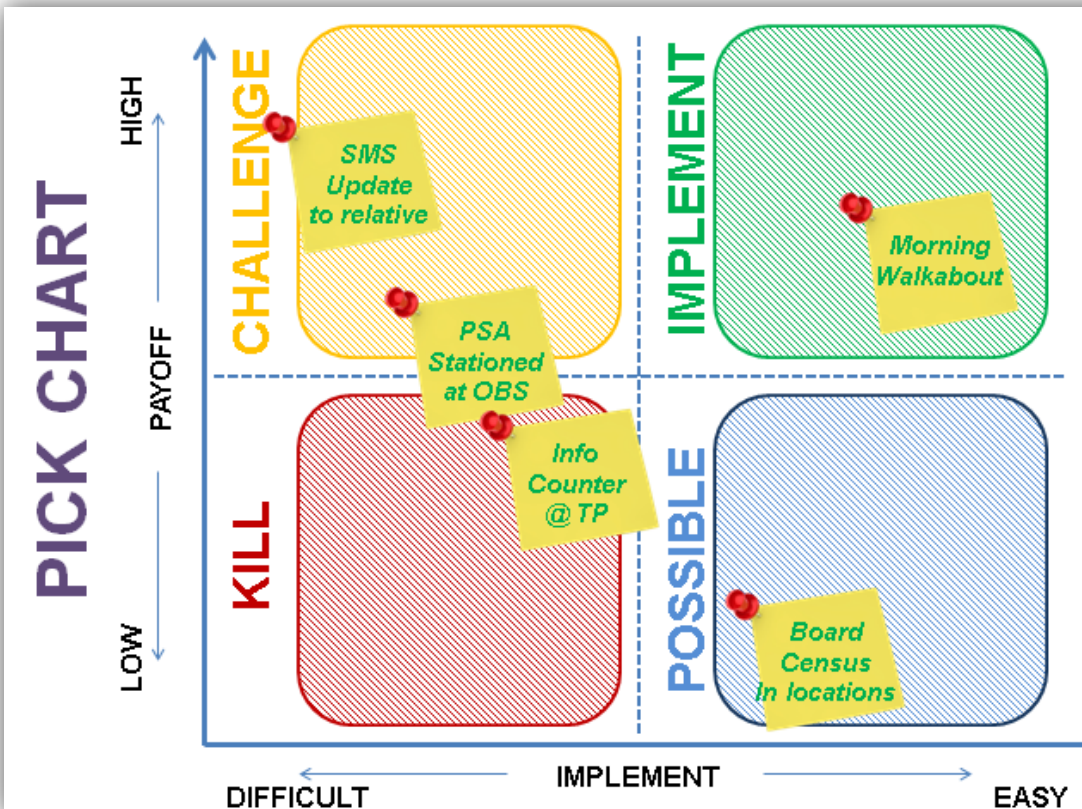 PICK CHART
HIGH
PAYOFF
LOW
CHALLENGE
SMS
Update
to relative
PSA
Stationed
at OBS
IMPLEMENT
Morning
Walkabout
KILL
Info
Counter
@ TP
POSSIBLE
Board
Census
In locations
DIFFICULT
IMPLEMENT
EASY